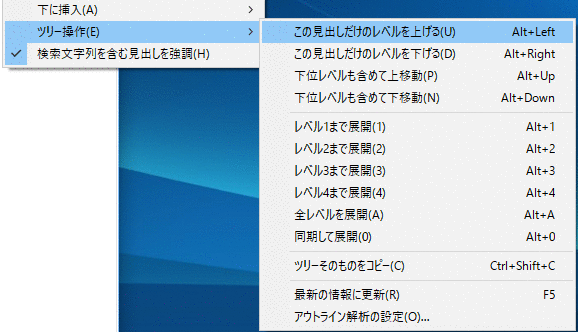 下に挿入(A)
ツリー操作(E)
検索文字列を含む見出しを強調(H)
この見出しだけのレベルを上げる(U) Alt+Left
この見出しだけのレベルを下げる(D) Alt+Right
下位レベルも含めて上移動(P) Alt+Up
下位レベルも含めて下移動(N) Alt+Down
レベル1まで展開(1) Alt+1
レベル2まで展開(2) Alt+2
レベル3まで展開(3) Alt+3
レベル4まで展開(4) Alt+4
全レベルを展開(A) Alt+A
同期して展開(0) Alt+0
ツリーそのものをコピー(C) Ctrl+Shift+C
最新の情報に更新(R) F5
アウトライン解析の設定(O)...